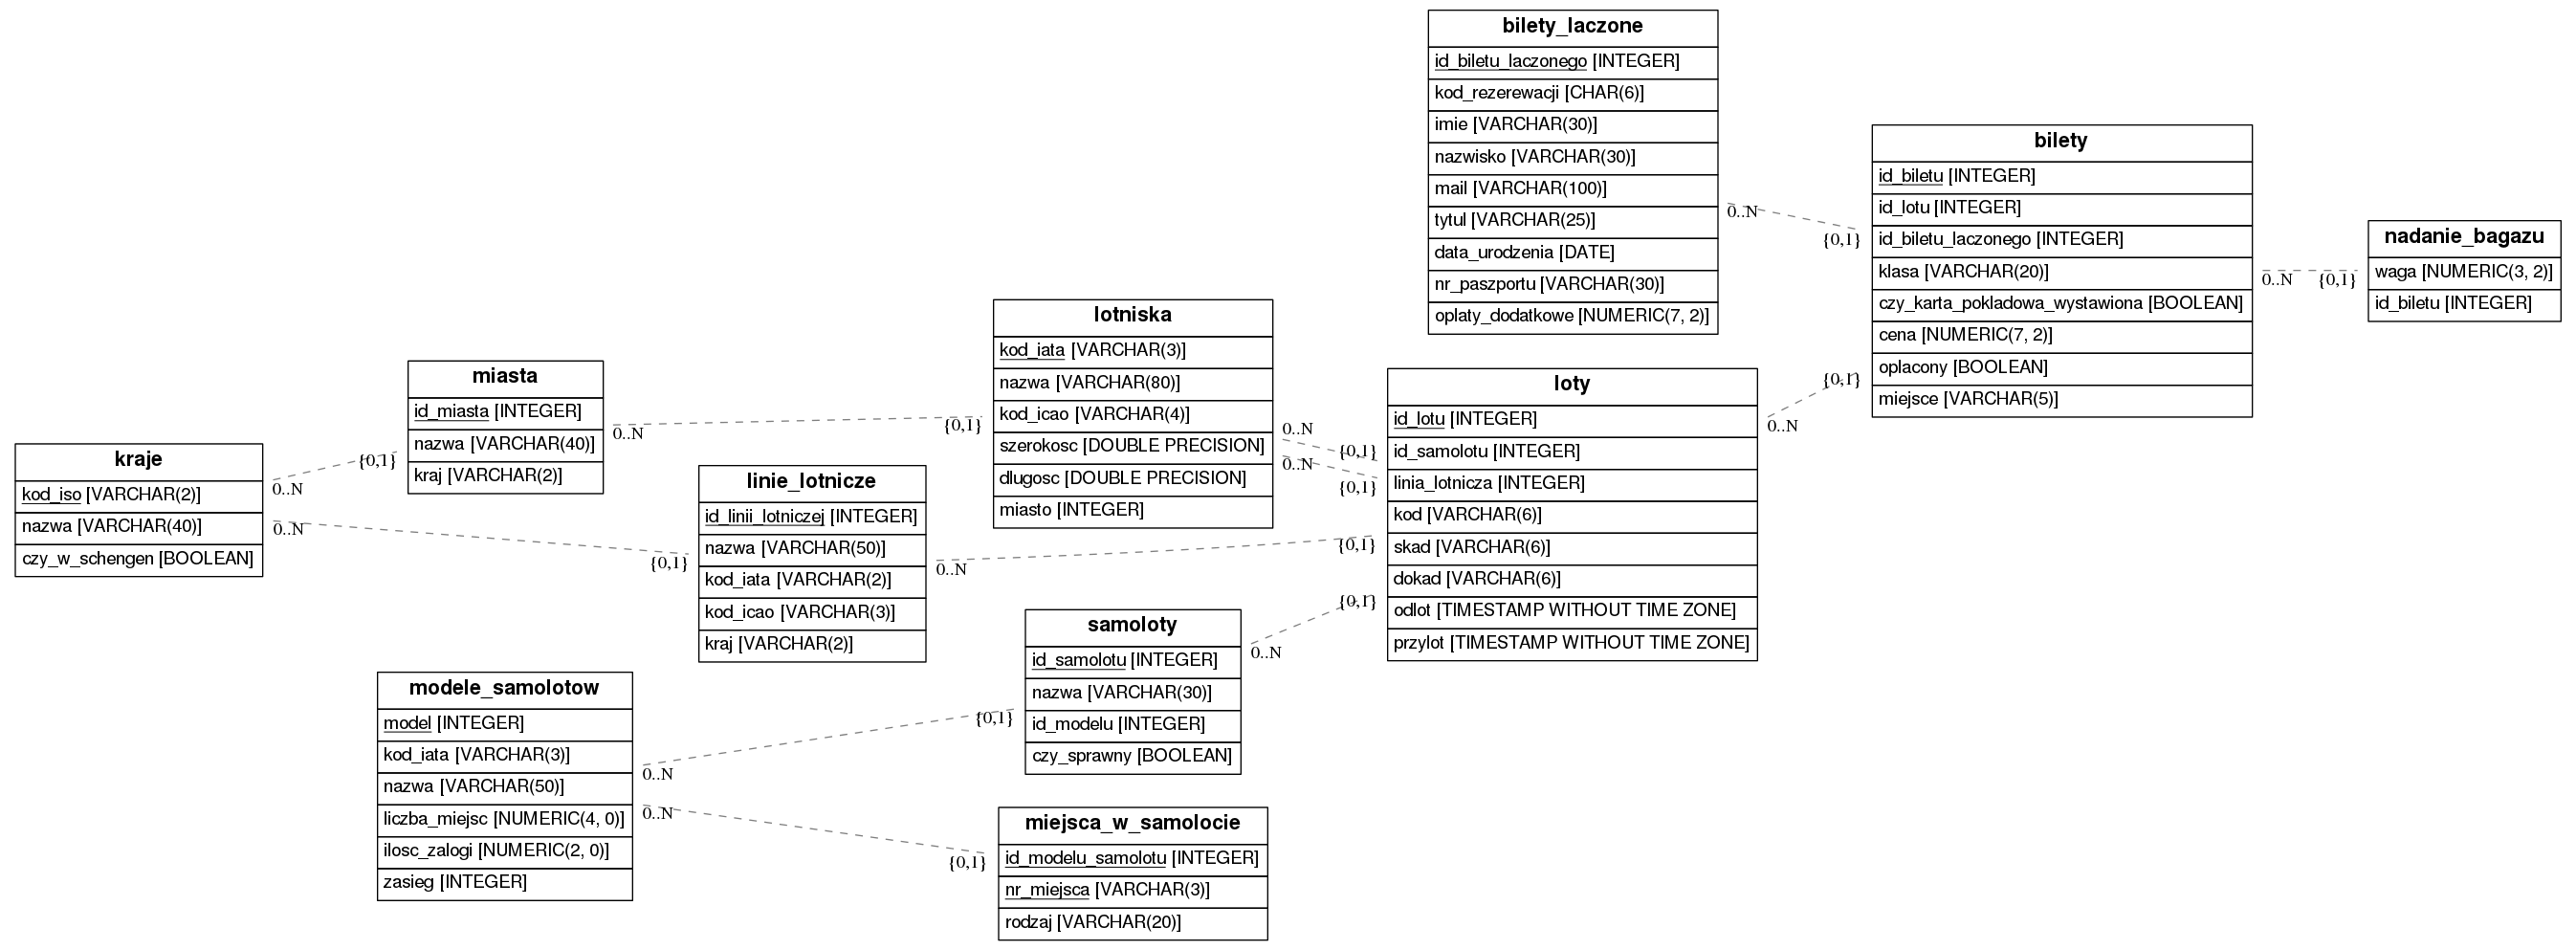 kraje
kod_iso [VARCHAR(2)]
nazwa [VARCHAR(40)]
czy_w_schengen [BOOLEAN]
0..N
{0,1}
0..N
{0,1}
miasta
id_miasta [INTEGER]
nazwa [VARCHAR(40)]
kraj [VARCHAR(2)]
0..N
{0,1}
linie_lotnicze
id_linii_lotniczej [INTEGER]
nazwa [VARCHAR(50)]
kod_iata [VARCHAR(2)]
kod_icao [VARCHAR(3)]
kraj [VARCHAR(2)]
0..N
{0,1}
modele_samolotow
model [INTEGER]
kod_iata [VARCHAR(3)]
nazwa [VARCHAR(50)]
liczba_miejsc [NUMERIC(4, 0)]
ilosc_zalogi [NUMERIC(2, 0)]
zasieg [INTEGER]
0..N
{0,1}
0..N
{0,1}
lotniska
kod_iata [VARCHAR(3)]
nazwa [VARCHAR(80)]
kod_icao [VARCHAR(4)]
szerokosc [DOUBLE PRECISION]
dlugosc [DOUBLE PRECISION]
miasto [INTEGER]
0..N
{0,1}
0..N
{0,1}
samoloty
id_samolotu [INTEGER]
nazwa [VARCHAR(30)]
id_modelu [INTEGER]
czy_sprawny [BOOLEAN]
0..N
{0,1}
miejsca_w_samolocie
id_modelu_samolotu [INTEGER]
nr_miejsca [VARCHAR(3)]
rodzaj [VARCHAR(20)]
bilety_laczone
id_biletu_laczonego [INTEGER]
kod_rezerewacji [CHAR(6)]
imie [VARCHAR(30)]
nazwisko [VARCHAR(30)]
mail [VARCHAR(100)]
tytul [VARCHAR(25)]
data_urodzenia [DATE]
nr_paszportu [VARCHAR(30)]
oplaty_dodatkowe [NUMERIC(7, 2)]
0..N
{0,1}
loty
id_lotu [INTEGER]
id_samolotu [INTEGER]
linia_lotnicza [INTEGER]
kod [VARCHAR(6)]
skad [VARCHAR(6)]
dokad [VARCHAR(6)]
odlot [TIMESTAMP WITHOUT TIME ZONE]
przylot [TIMESTAMP WITHOUT TIME ZONE]
0..N
{0,1}
bilety
id_biletu [INTEGER]
id_lotu [INTEGER]
id_biletu_laczonego [INTEGER]
klasa [VARCHAR(20)]
czy_karta_pokladowa_wystawiona [BOOLEAN]
cena [NUMERIC(7, 2)]
oplacony [BOOLEAN]
miejsce [VARCHAR(5)]
0..N
{0,1}
nadanie_bagazu
waga [NUMERIC(3, 2)]
id_biletu [INTEGER]